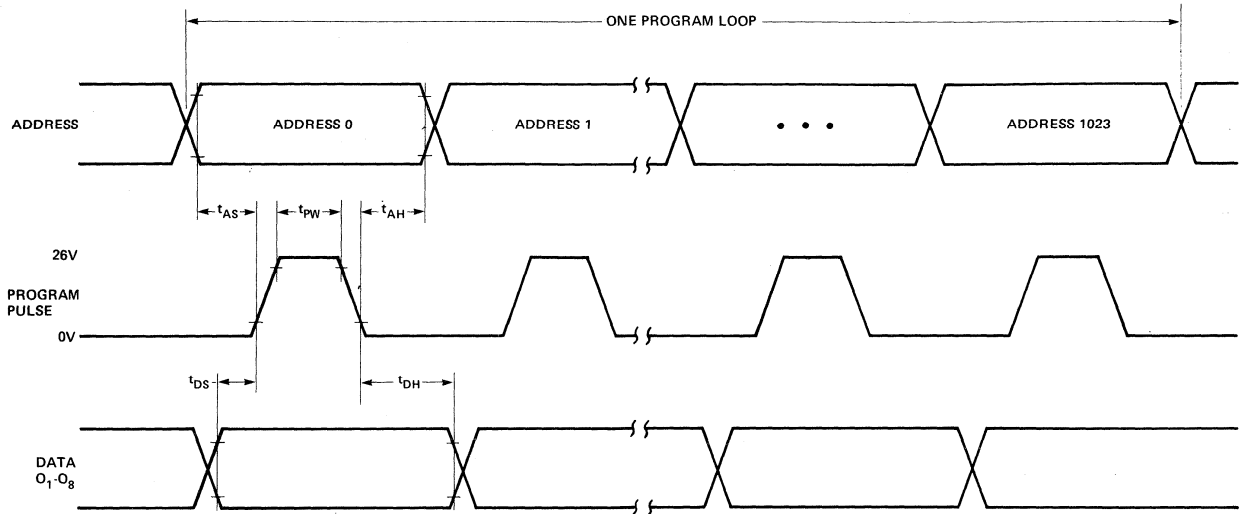 ONE PROGRAM LOOP
ADDRESS
ADDRESS 0
ADDRESS 1
• • •
ADDRESS 1023
tAS
tPW
tAH
26V
PROGRAM
PULSE
0V
tDS
tDH
DATA
O1-O8